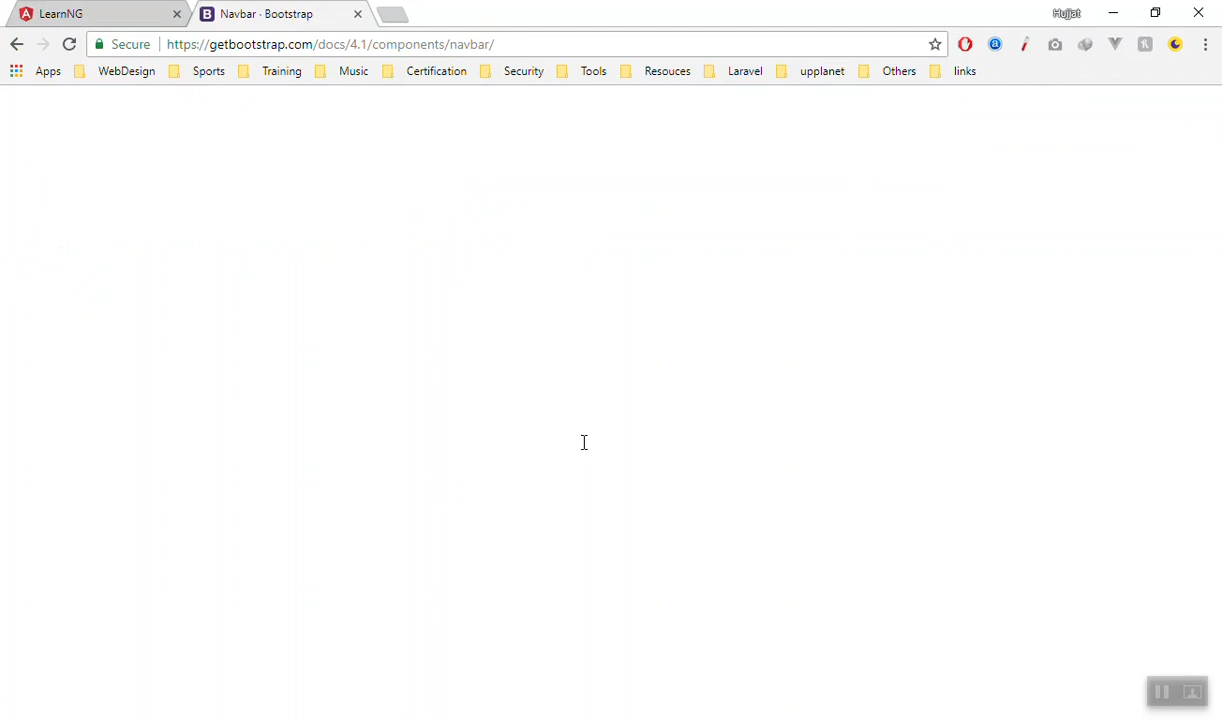 LearnNG
Navbar · Bootstrap
Hujjat
Secure
https://getbootstrap.com/docs/4.1/components/navbar/
Apps WebDesign Sports Training Music Certification Security Tools Resouces Laravel upplanet Others links